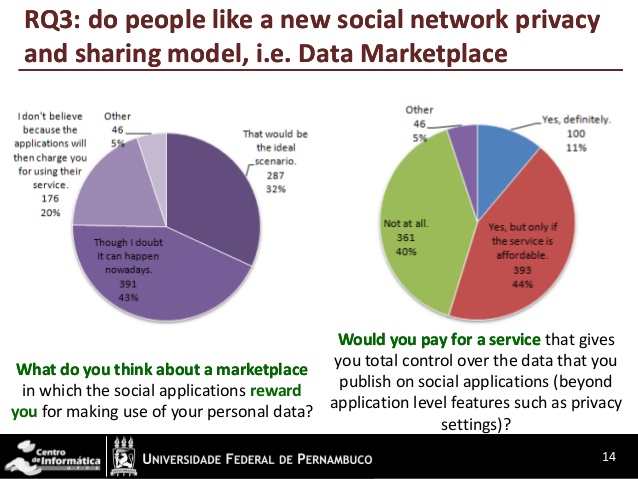 RQ3: do people like a new social network privacy
and sharing model, i.e. Data Marketplace
I don't believe
because the
applications will
then charge you
for using their
service.
176
20%
Other
46
5%
That would be
the ideal
scenario.
287
32%
Though I doubt
it can happen
nowadays.
391
43%
Other
46
5%
Yes, definitely.
100
11%
Not at all.
361
40%
Yes, but only if
the service is
affordable.
393
44%
What do you think about a marketplace
in which the social applications reward
you for making use of your personal data?
Would you pay for a service that gives
you total control over the data that you
publish on social applications (beyond
application level features such as privacy
settings)?
Centro
de Informática
U F P E
UNIVERSIDADE FEDERAL DE PERNAMBUCO
14